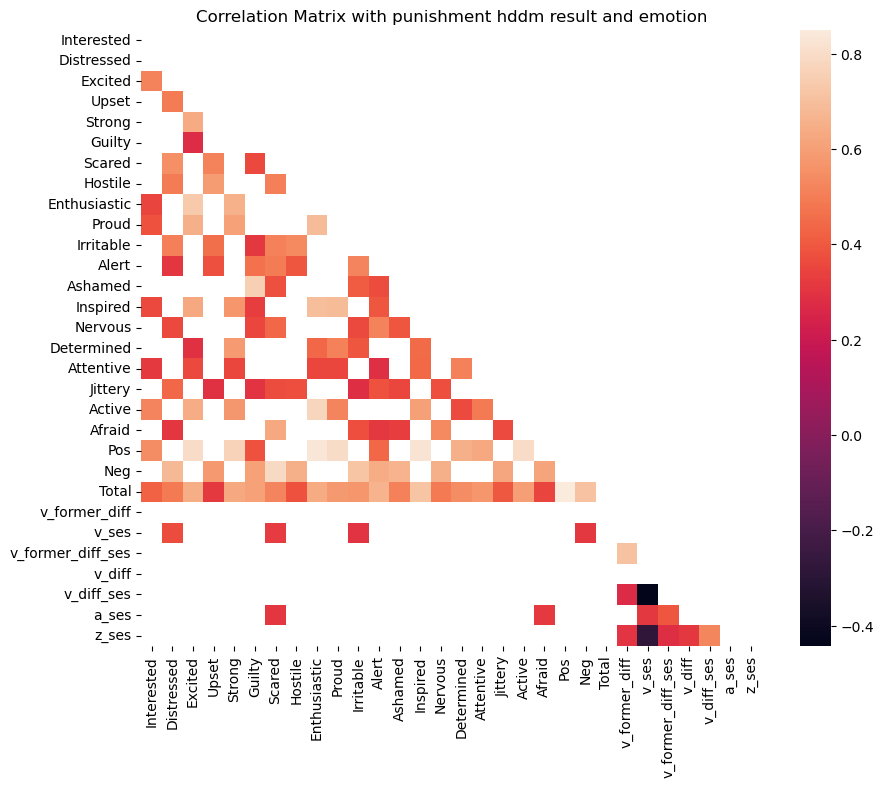 Correlation Matrix with punishment hddm result and emotion
Interested
Distressed
Excited
Upset
Strong
Guilty
Scared
Hostile
Enthusiastic
Proud
Irritable
Alert
Ashamed
Inspired
Nervous
Determined
Attentive
Jittery
Active
Afraid
Pos
Neg
Total
v_former_diff
v_ses
v_former_diff_ses
v_diff
v_diff_ses
a_ses
z_ses
Interested
Distressed
Excited
Upset
Strong
Guilty
Scared
Hostile
Enthusiastic
Proud
Irritable
Alert
Ashamed
Inspired
Nervous
Determined
Attentive
Jittery
Active
Afraid
Pos
Neg
Total
v_former_diff
v_ses
v_former_diff_ses
v_diff
v_diff_ses
a_ses
z_ses
0.8
0.6
0.4
0.2
0.0
−0.2
−0.4